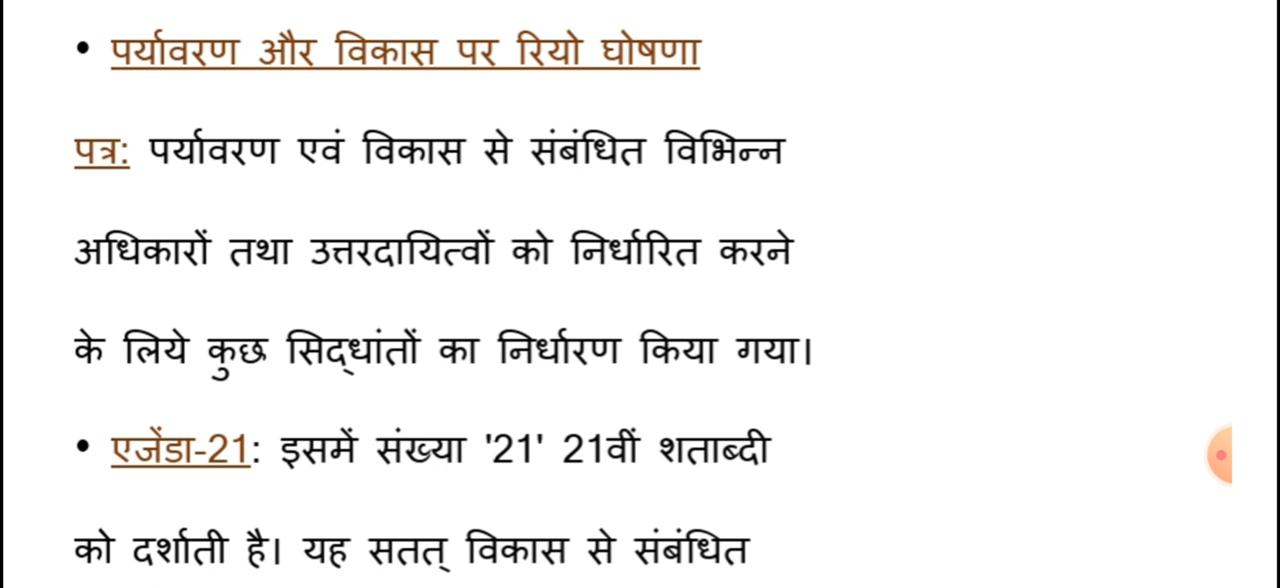 • पर्यावरण और विकास पर रियो घोषणा
पत्र: पर्यावरण एवं विकास से संबंधित विभिन्न
अधिकारों तथा उत्तरदायित्वों को निर्धारित करने
के लिये कुछ सिद्धांतों का निर्धारण किया गया।
• एजेंडा-21: इसमें संख्या '21' 21वीं शताब्दी
को दर्शाती है। यह सतत् विकास से संबंधित